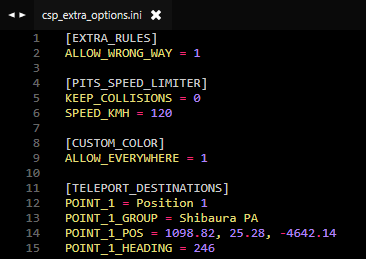 csp_extra_options.ini
1 [EXTRA_RULES]
2 ALLOW_WRONG_WAY = 1
3
4 [PITS_SPEED_LIMITER]
5 KEEP_COLLISIONS = 0
6 SPEED_KMH = 120
7
8 [CUSTOM_COLOR]
9 ALLOW_EVERYWHERE = 1
10
11 [TELEPORT_DESTINATIONS]
12 POINT_1 = Position 1
13 POINT_1_GROUP = Shibaura PA
14 POINT_1_POS = 1098.82, 25.28, -4642.14
15 POINT_1_HEADING = 246